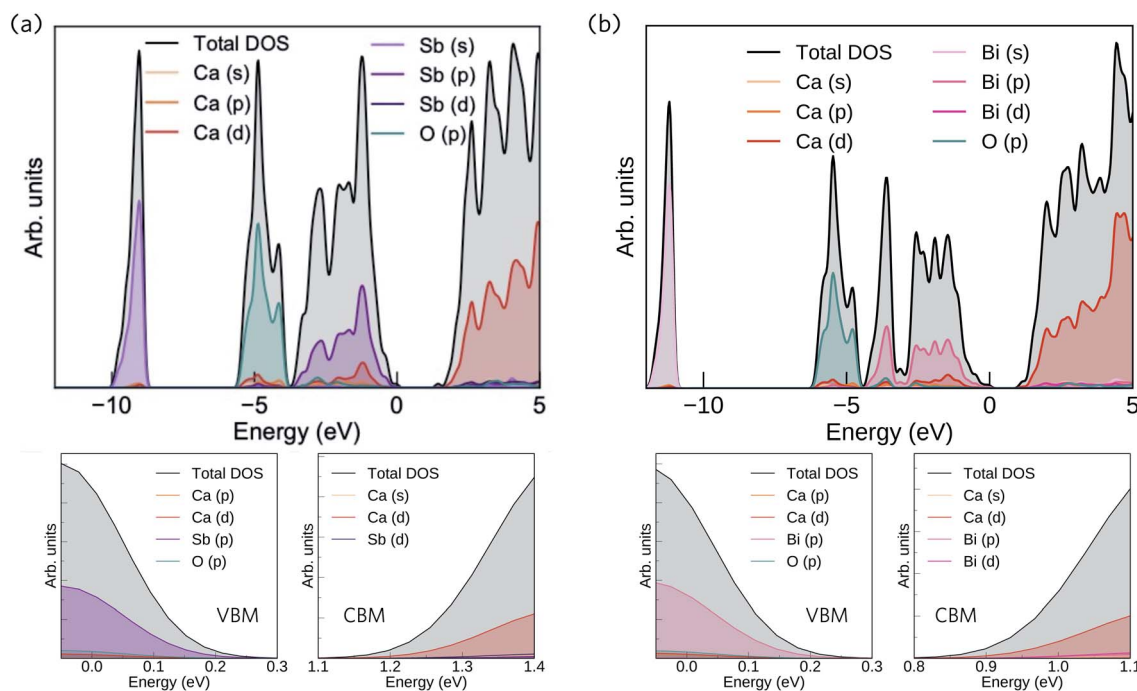 (a)
Total DOS
Ca (s)
Ca (p)
Ca (d)
Sb (s)
Sb (p)
Sb (d)
O (p)
Arb. units
−10
−5
0
5
Energy (eV)
(b)
Total DOS
Ca (s)
Ca (p)
Ca (d)
Bi (s)
Bi (p)
Bi (d)
O (p)
Arb. units
−10
−5
0
5
Energy (eV)
Total DOS
Ca (p)
Ca (d)
Sb (p)
O (p)
VBM
Arb. units
0.0
0.1
0.2
0.3
Energy (eV)
Total DOS
Ca (s)
Ca (d)
Sb (d)
CBM
Arb. units
1.1
1.2
1.3
1.4
Energy (eV)
Total DOS
Ca (p)
Ca (d)
Bi (p)
O (p)
VBM
Arb. units
0.0
0.1
0.2
0.3
Energy (eV)
Total DOS
Ca (s)
Ca (d)
Bi (p)
Bi (d)
CBM
Arb. units
0.8
0.9
1.0
1.1
Energy (eV)